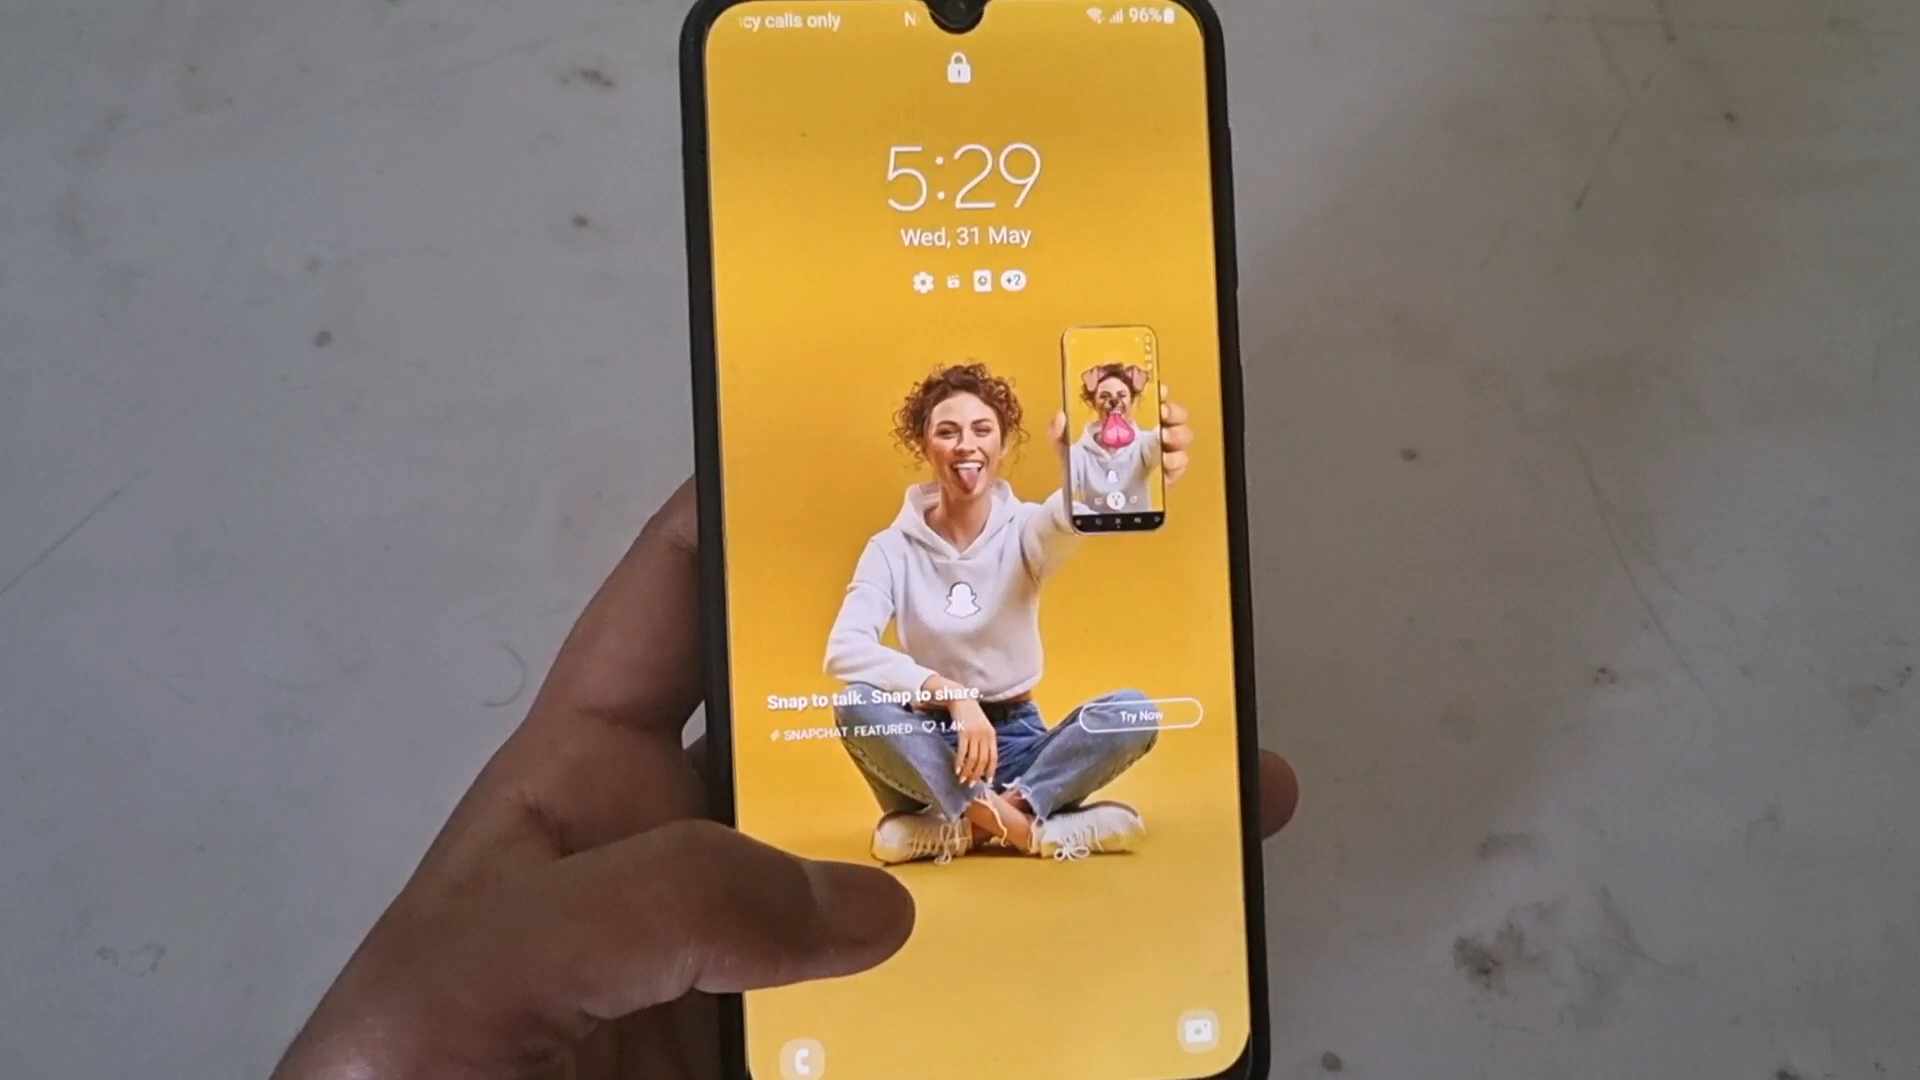 cy calls only N 96%
5:29
Wed, 31 May
+2
Snap to talk. Snap to share.
SNAPCHAT FEATURED 1.4K
Try Now